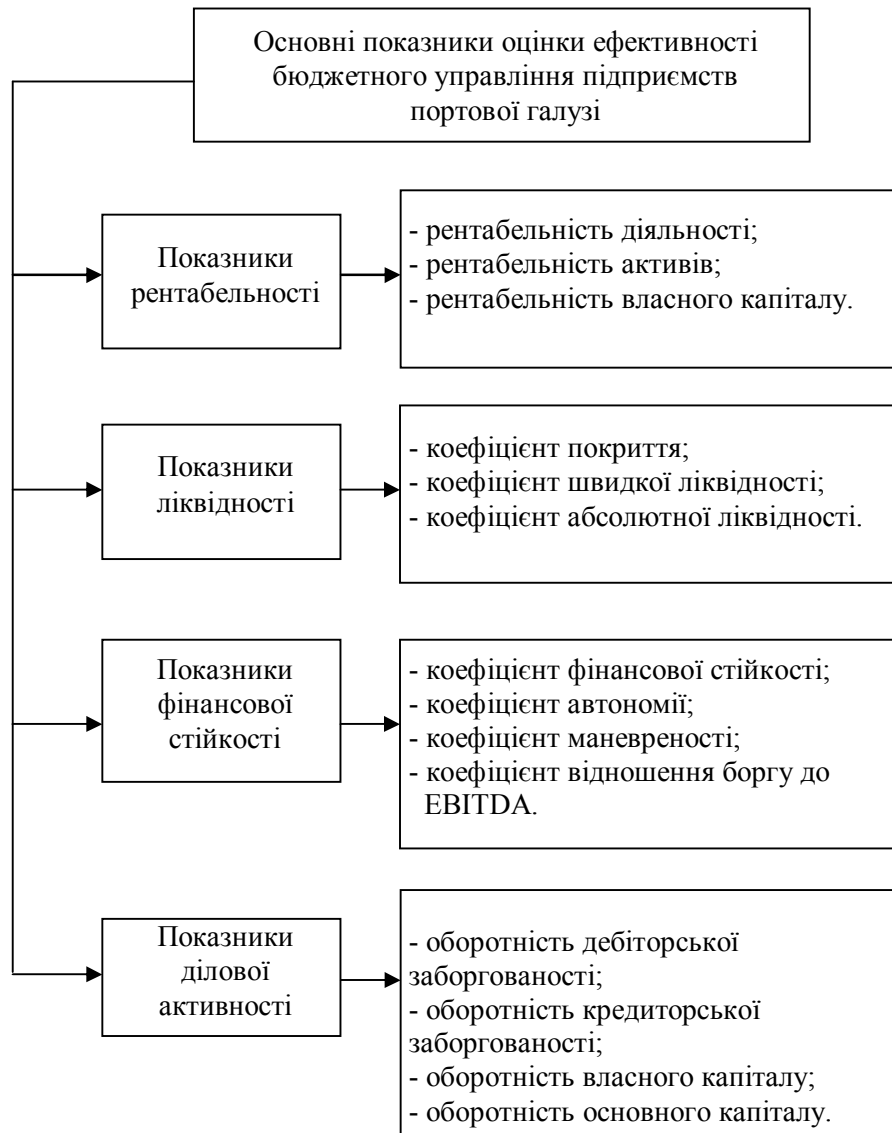 Основні показники оцінки ефективності
бюджетного управління підприємств
портової галузі
Показники
рентабельності
- рентабельність діяльності;
- рентабельність активів;
- рентабельність власного капіталу.
Показники
ліквідності
- коефіцієнт покриття;
- коефіцієнт швидкої ліквідності;
- коефіцієнт абсолютної ліквідності.
Показники
фінансової
стійкості
- коефіцієнт фінансової стійкості;
- коефіцієнт автономії;
- коефіцієнт маневреності;
- коефіцієнт відношення боргу до
EBITDA.
Показники
ділової
активності
- оборотність дебіторської
заборгованості;
- оборотність кредиторської
заборгованості;
- оборотність власного капіталу;
- оборотність основного капіталу.